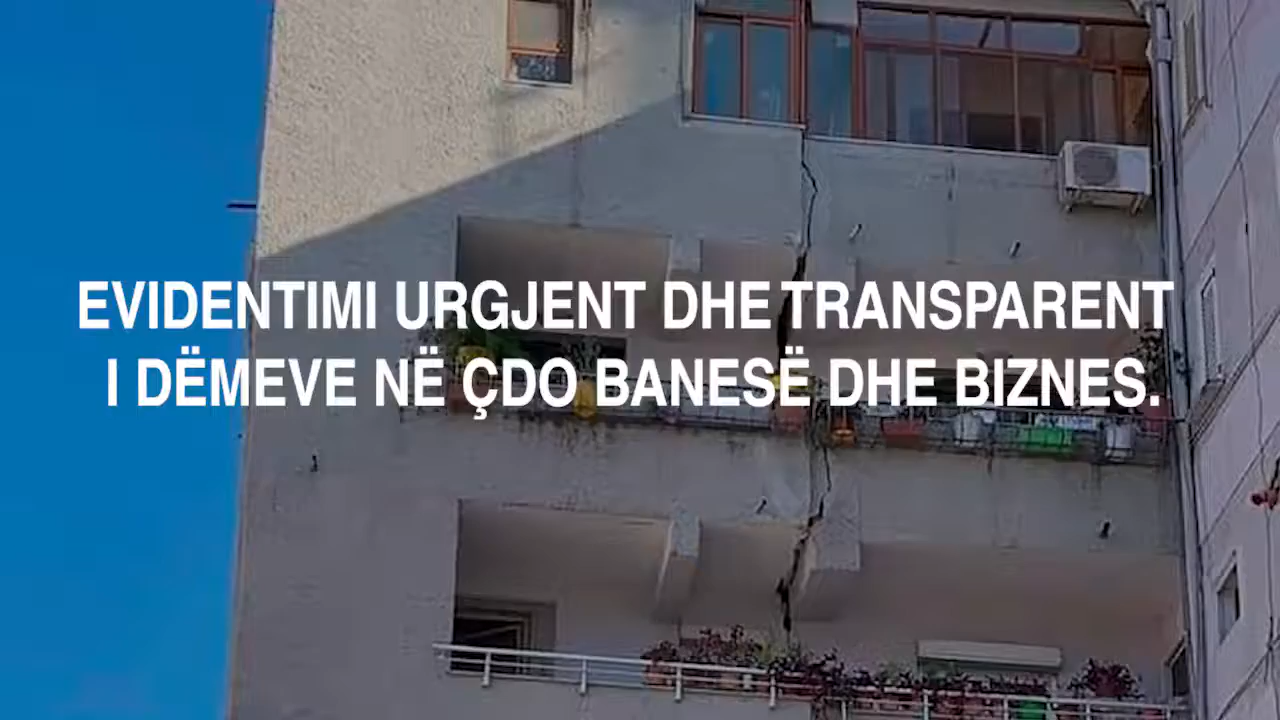 EVIDENTIMI URGJENT DHE TRANSPARENT
I DËMEVE NË ÇDO BANESË DHE BIZNES.